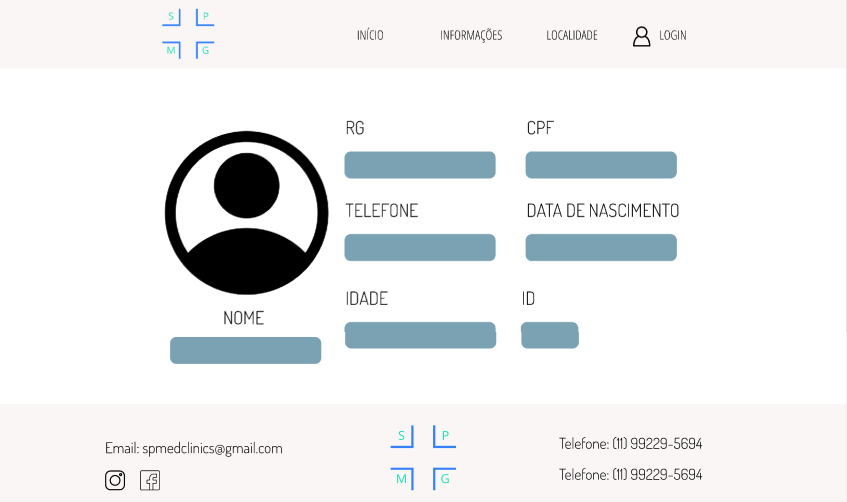 S P
M G
INÍCIO INFORMAÇÕES LOCALIDADE LOGIN
RG CPF
TELEFONE DATA DE NASCIMENTO
IDADE ID
NOME
Email: spmedclinics@gmail.com
S P
M G
Telefone: (11) 99229-5694
Telefone: (11) 99229-5694